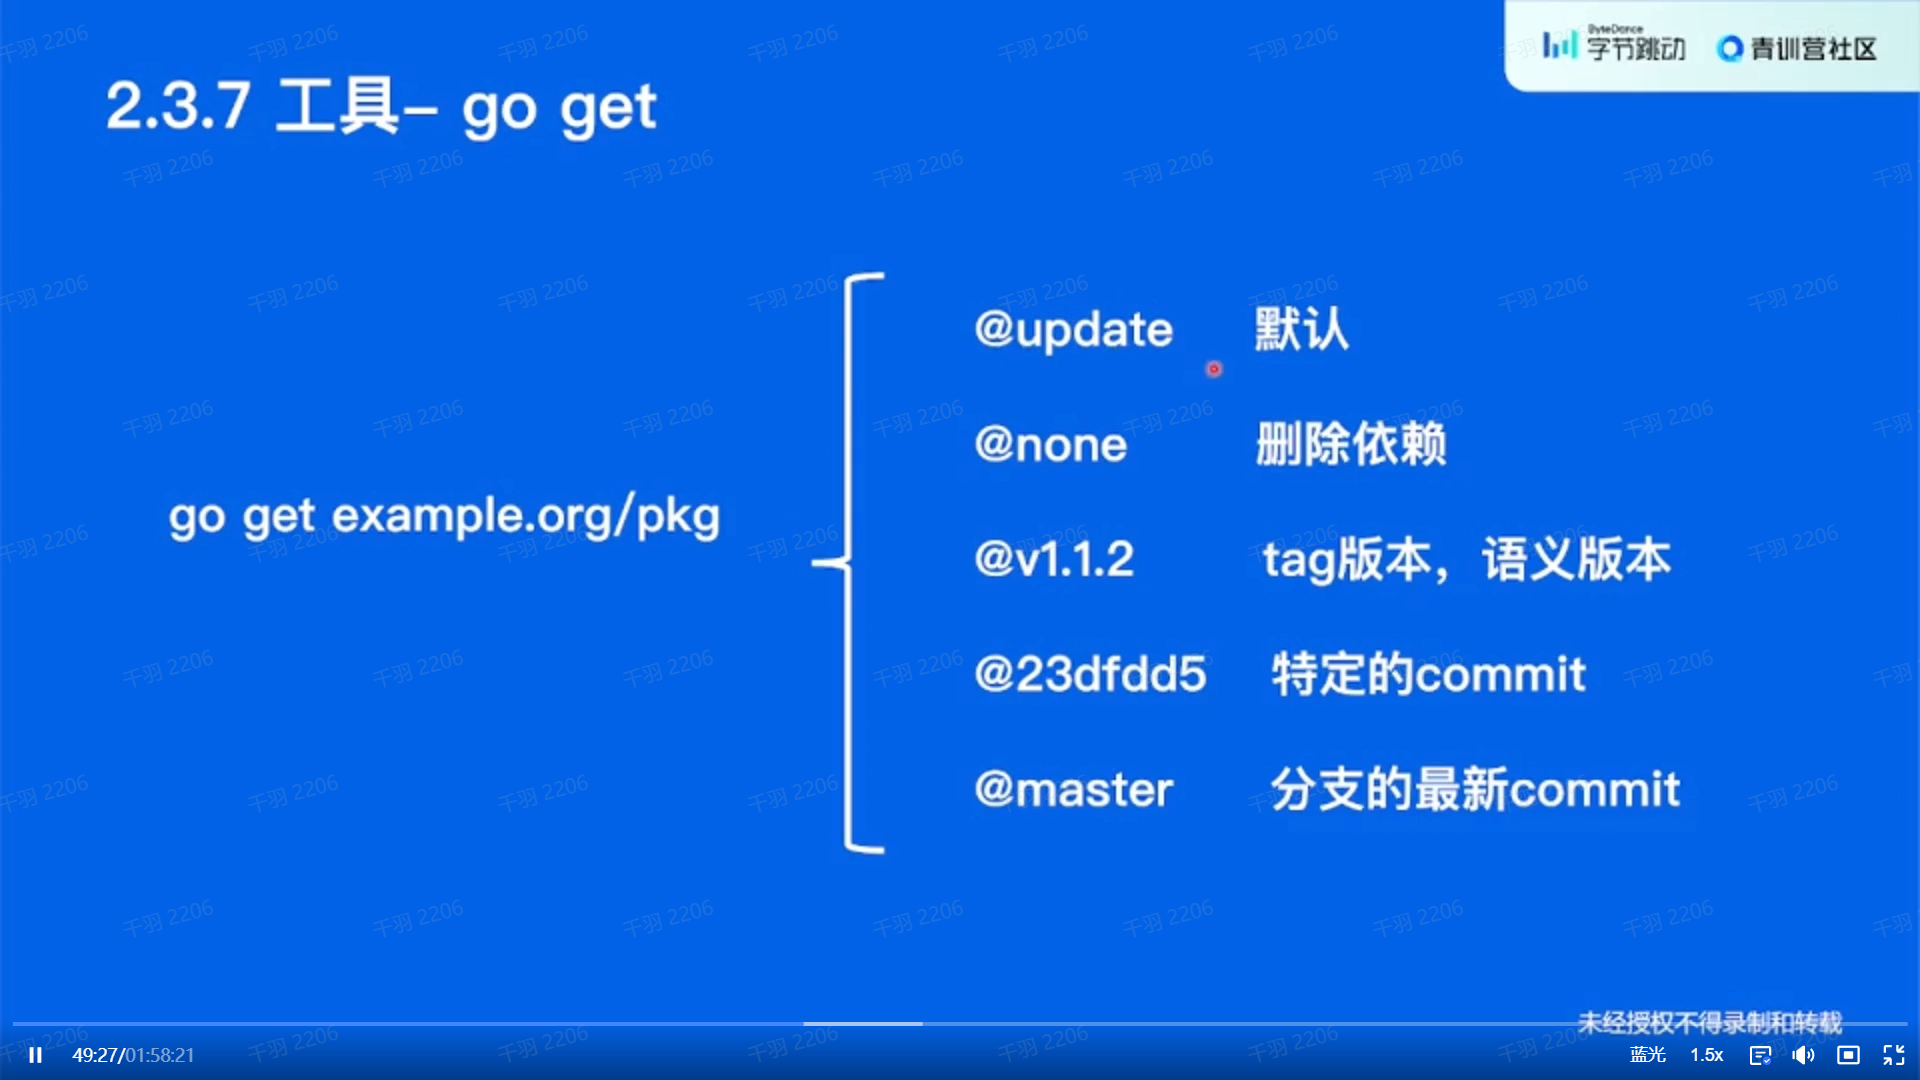 ByteDance
字节跳动
青训营社区
2.3.7 工具- go get
go get example.org/pkg
@update 默认
@none 删除依赖
@v1.1.2 tag版本，语义版本
@23dfdd5 特定的commit
@master 分支的最新commit
千羽 2206
未经授权不得录制和转载
49:27/01:58:21
蓝光
1.5x